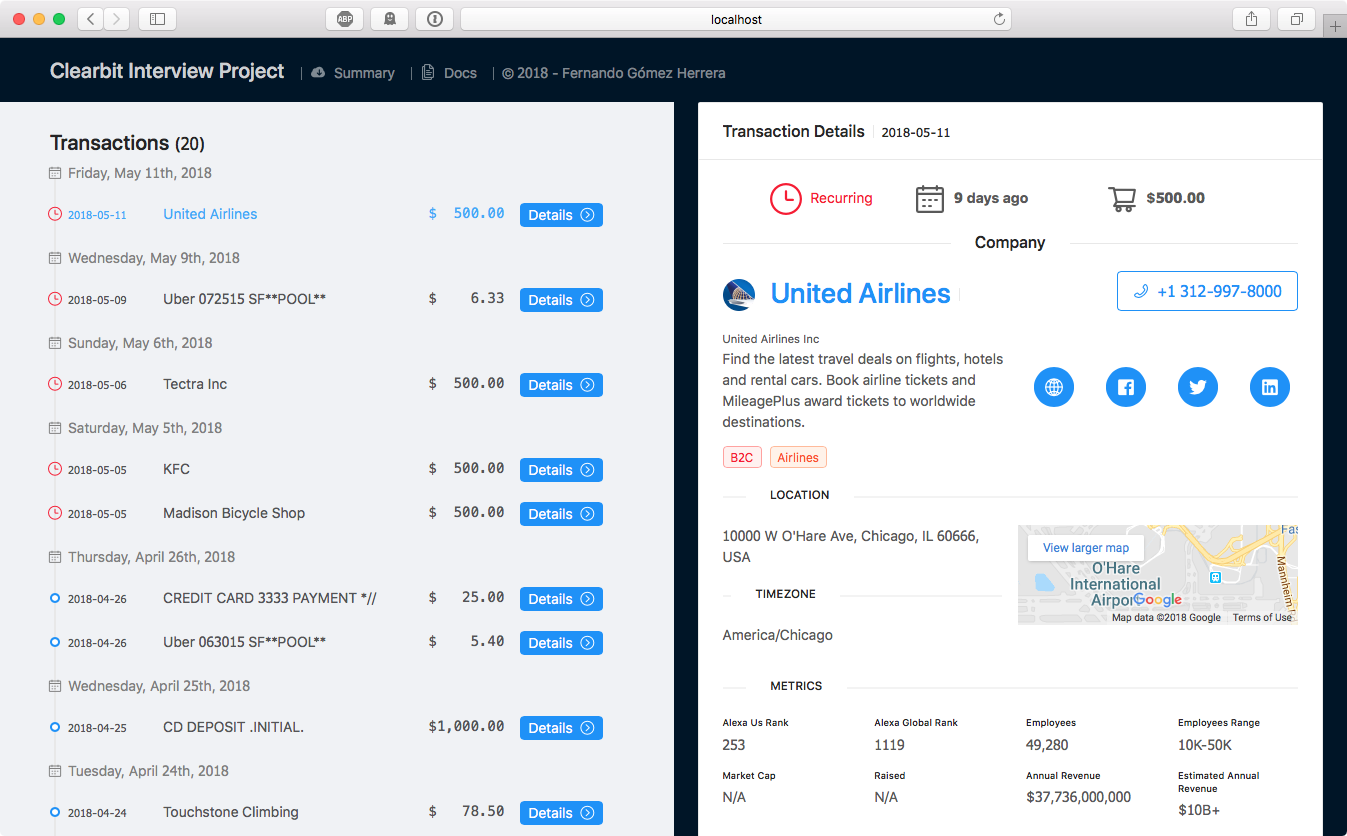 ABP
localhost
Clearbit Interview Project
Summary
Docs
© 2018 - Fernando Gómez Herrera
Transactions (20)
Friday, May 11th, 2018
2018-05-11 United Airlines $ 500.00 Details
Wednesday, May 9th, 2018
2018-05-09 Uber 072515 SF**POOL** $ 6.33 Details
Sunday, May 6th, 2018
2018-05-06 Tectra Inc $ 500.00 Details
Saturday, May 5th, 2018
2018-05-05 KFC $ 500.00 Details
2018-05-05 Madison Bicycle Shop $ 500.00 Details
Thursday, April 26th, 2018
2018-04-26 CREDIT CARD 3333 PAYMENT *// $ 25.00 Details
2018-04-26 Uber 063015 SF**POOL** $ 5.40 Details
Wednesday, April 25th, 2018
2018-04-25 CD DEPOSIT .INITIAL. $1,000.00 Details
Tuesday, April 24th, 2018
2018-04-24 Touchstone Climbing $ 78.50 Details
Transaction Details 2018-05-11
Recurring
9 days ago
$500.00
Company
United Airlines
+1 312-997-8000
United Airlines Inc
Find the latest travel deals on flights, hotels
and rental cars. Book airline tickets and
MileagePlus award tickets to worldwide
destinations.
B2C Airlines
LOCATION
10000 W O'Hare Ave, Chicago, IL 60666,
USA
View larger map
O'Hare
International
Airport
Google
Mannheim
Map data ©2018 Google Terms of Use
TIMEZONE
America/Chicago
METRICS
Alexa Us Rank Alexa Global Rank Employees Employees Range
253 1119 49,280 10K-50K
Market Cap Raised Annual Revenue Estimated Annual
Revenue
N/A N/A $37,736,000,000 $10B+